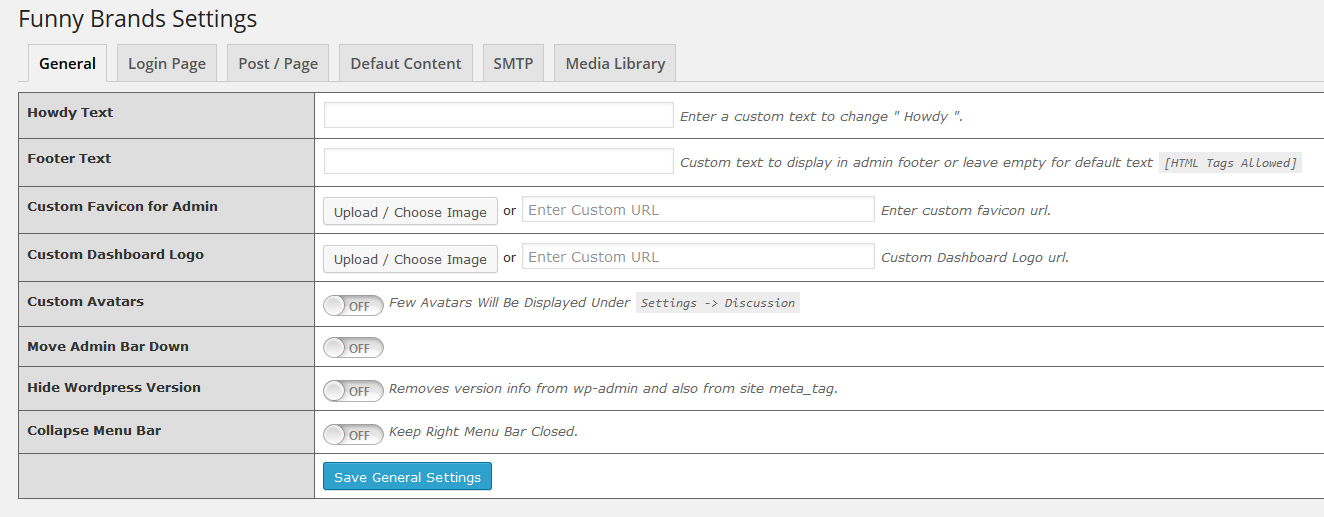 Funny Brands Settings
General Login Page Post / Page Defaut Content SMTP Media Library
Howdy Text Enter a custom text to change " Howdy ".
Footer Text Custom text to display in admin footer or leave empty for default text [HTML Tags Allowed]
Custom Favicon for Admin Upload / Choose Image or Enter Custom URL Enter custom favicon url.
Custom Dashboard Logo Upload / Choose Image or Enter Custom URL Custom Dashboard Logo url.
Custom Avatars OFF Few Avatars Will Be Displayed Under Settings -> Discussion
Move Admin Bar Down OFF
Hide Wordpress Version OFF Removes version info from wp-admin and also from site meta_tag.
Collapse Menu Bar OFF Keep Right Menu Bar Closed.
Save General Settings